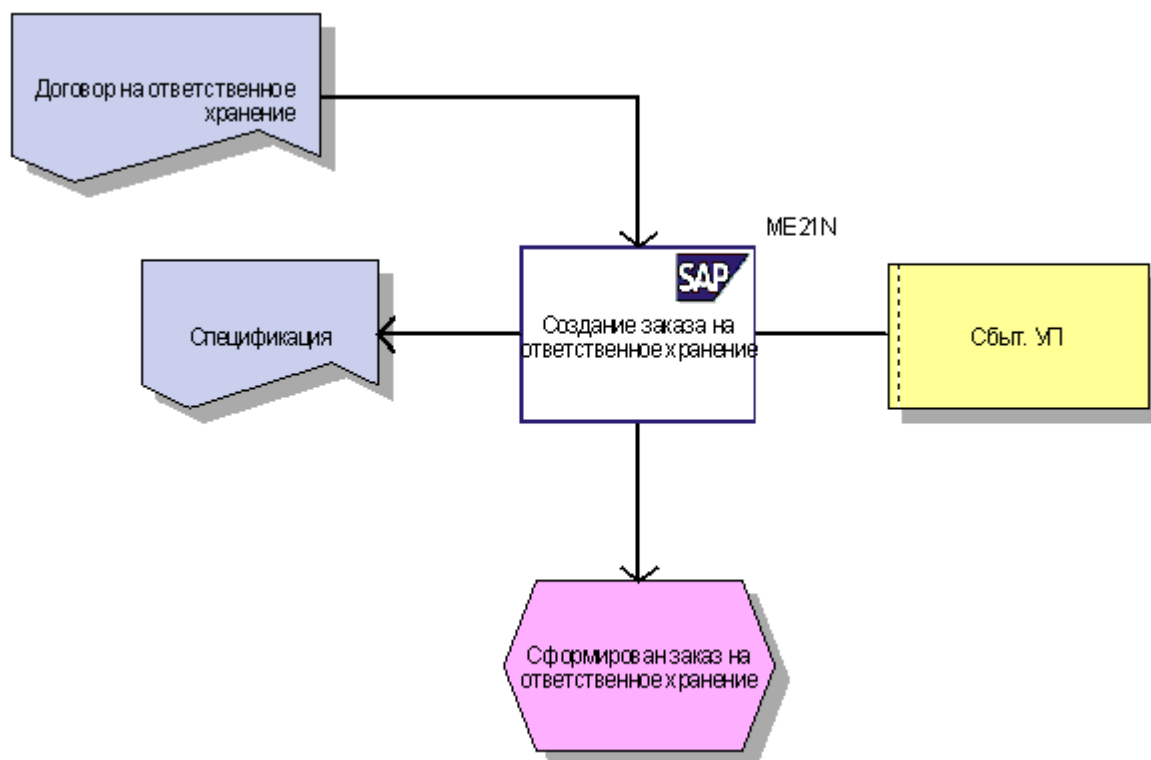 Договор на ответственное
хранение
ME21N
SAP
Создание заказа на
ответственное хранение
Спецификация
Сбыт. УП
Сформирован заказ на
ответственное хранение